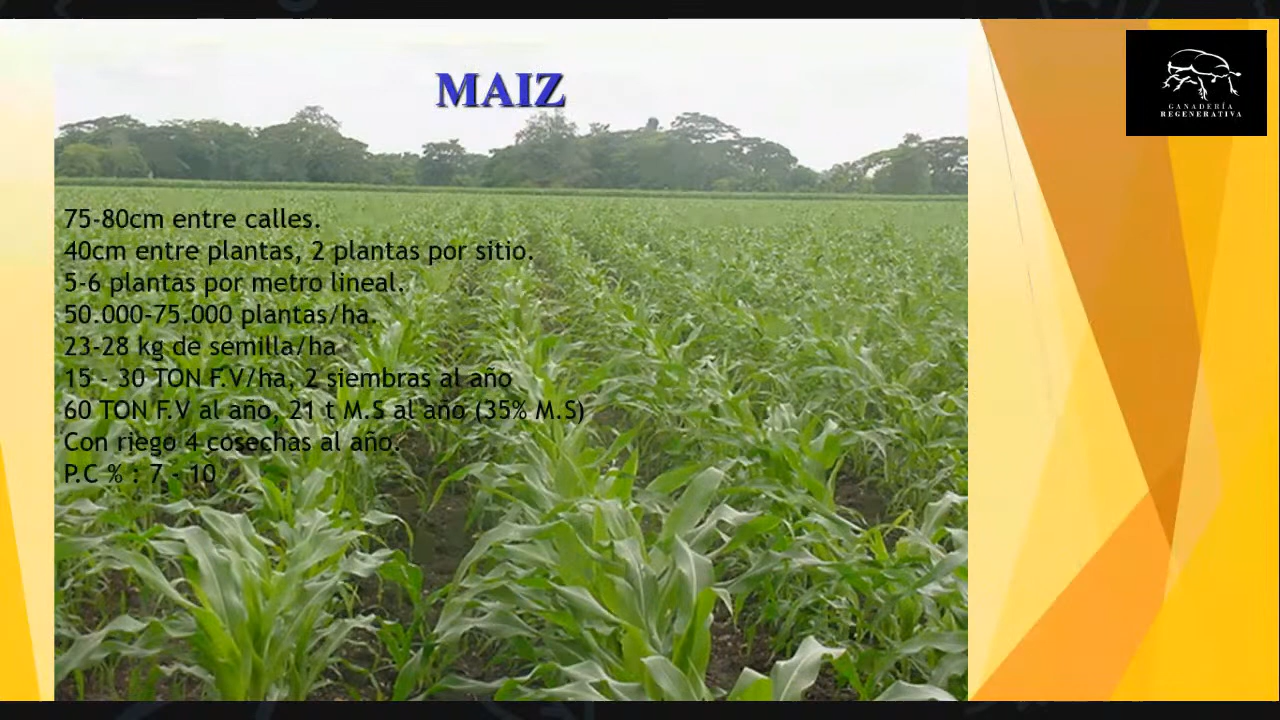 MAIZ
GANADERÍA
REGENERATIVA
75-80cm entre calles.
40cm entre plantas, 2 plantas por sitio.
5-6 plantas por metro lineal.
50.000-75.000 plantas/ha.
23-28 kg de semilla/ha
15 - 30 TON F.V/ha, 2 siembras al año
60 TON F.V al año, 21 t M.S al año (35% M.S)
Con riego 4 cosechas al año.
P.C % : 7 - 10